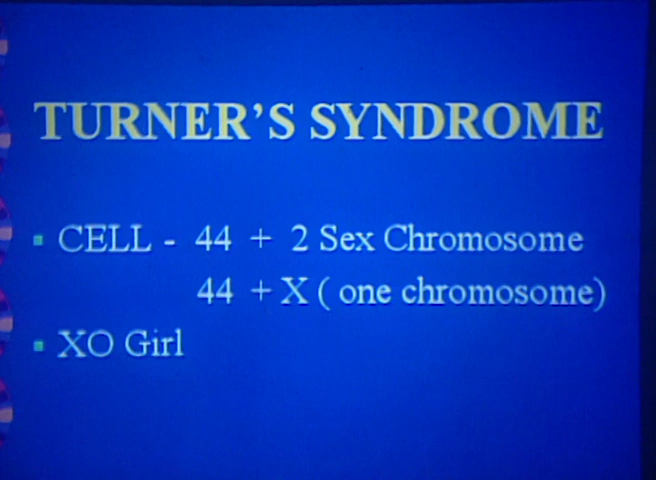 TURNER'S SYNDROME
▪ CELL - 44 + 2 Sex Chromosome
44 + X ( one chromosome)
▪ XO Girl